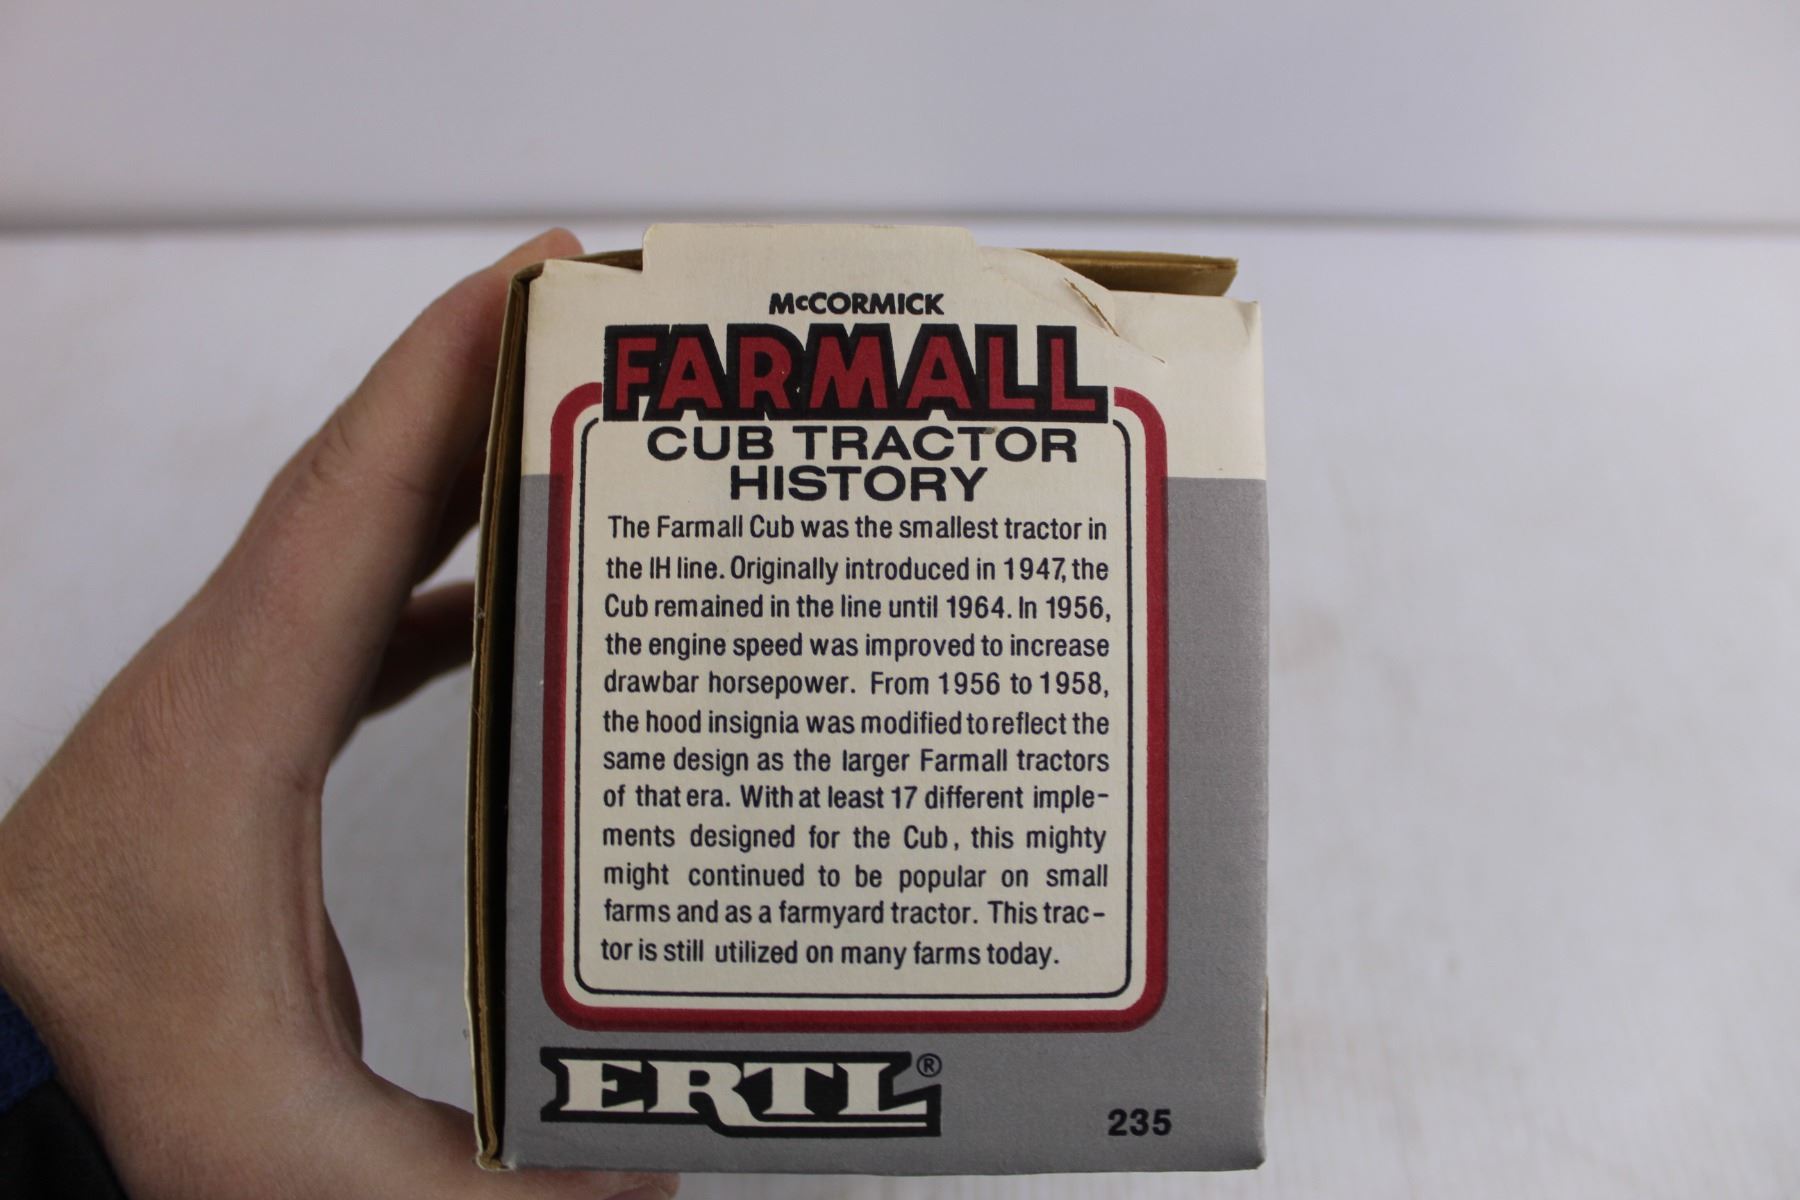 McCORMICK
FARMALL
CUB TRACTOR
HISTORY
The Farmall Cub was the smallest tractor in
the IH line. Originally introduced in 1947, the
Cub remained in the line until 1964. In 1956,
the engine speed was improved to increase
drawbar horsepower. From 1956 to 1958,
the hood insignia was modified to reflect the
same design as the larger Farmall tractors
of that era. With at least 17 different imple-
ments designed for the Cub, this mighty
might continued to be popular on small
farms and as a farmyard tractor. This trac-
tor is still utilized on many farms today.
ERTL®
235